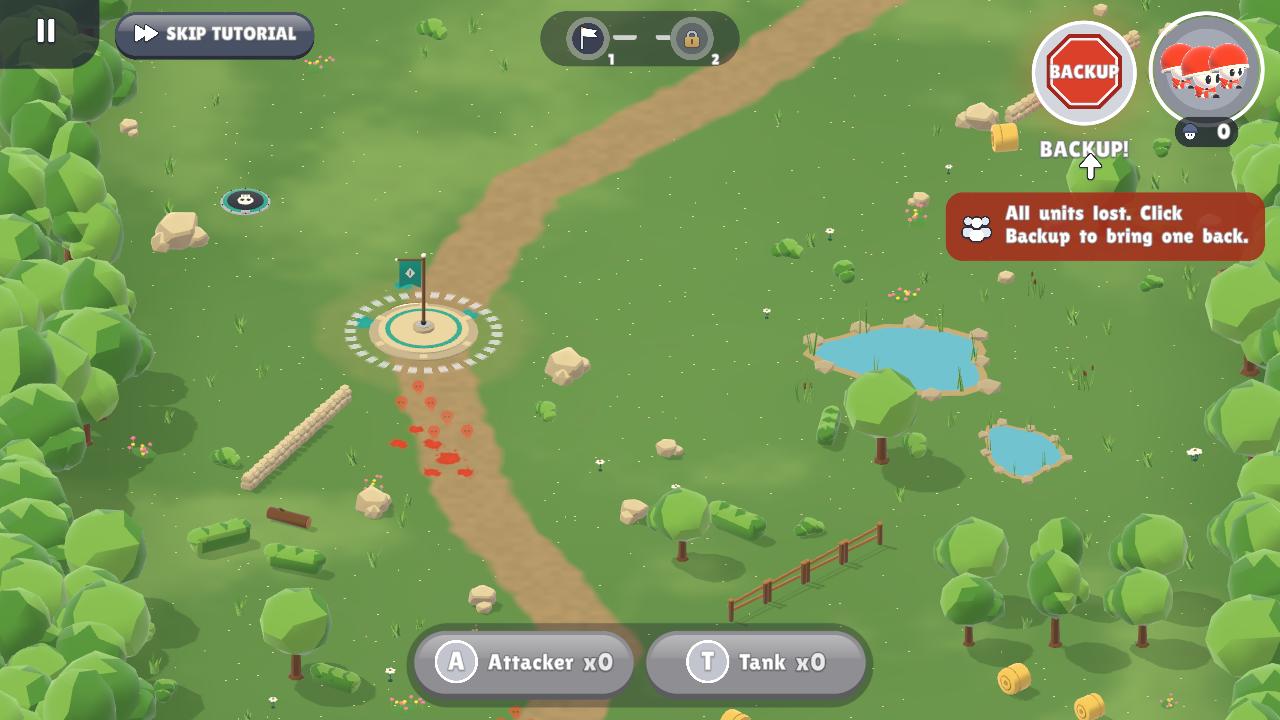 SKIP TUTORIAL
1
2
BACKUP
0
BACKUP!
All units lost. Click
Backup to bring one back.
A Attacker x0
T Tank x0